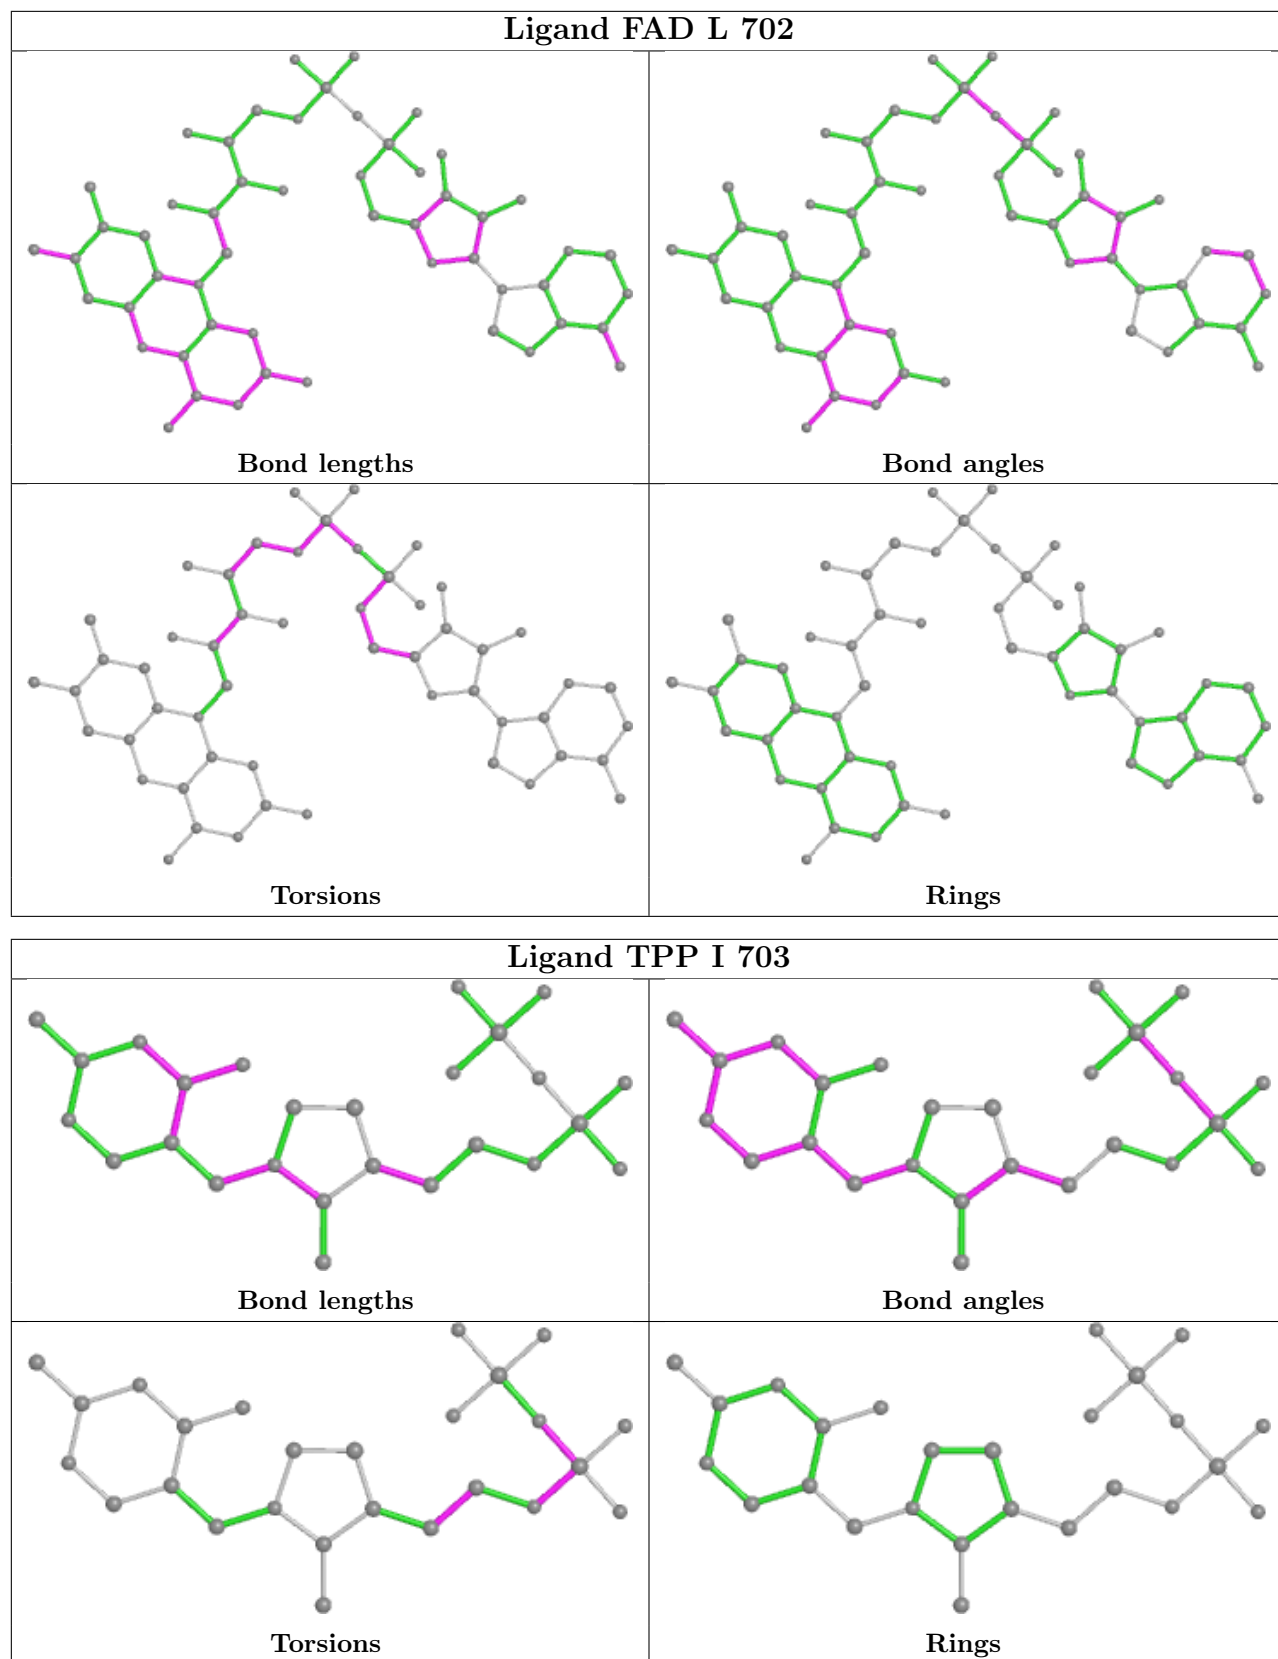 Ligand FAD L 702
Bond lengths
Bond angles
Torsions
Rings
Ligand TPP I 703
Bond lengths
Bond angles
Torsions
Rings